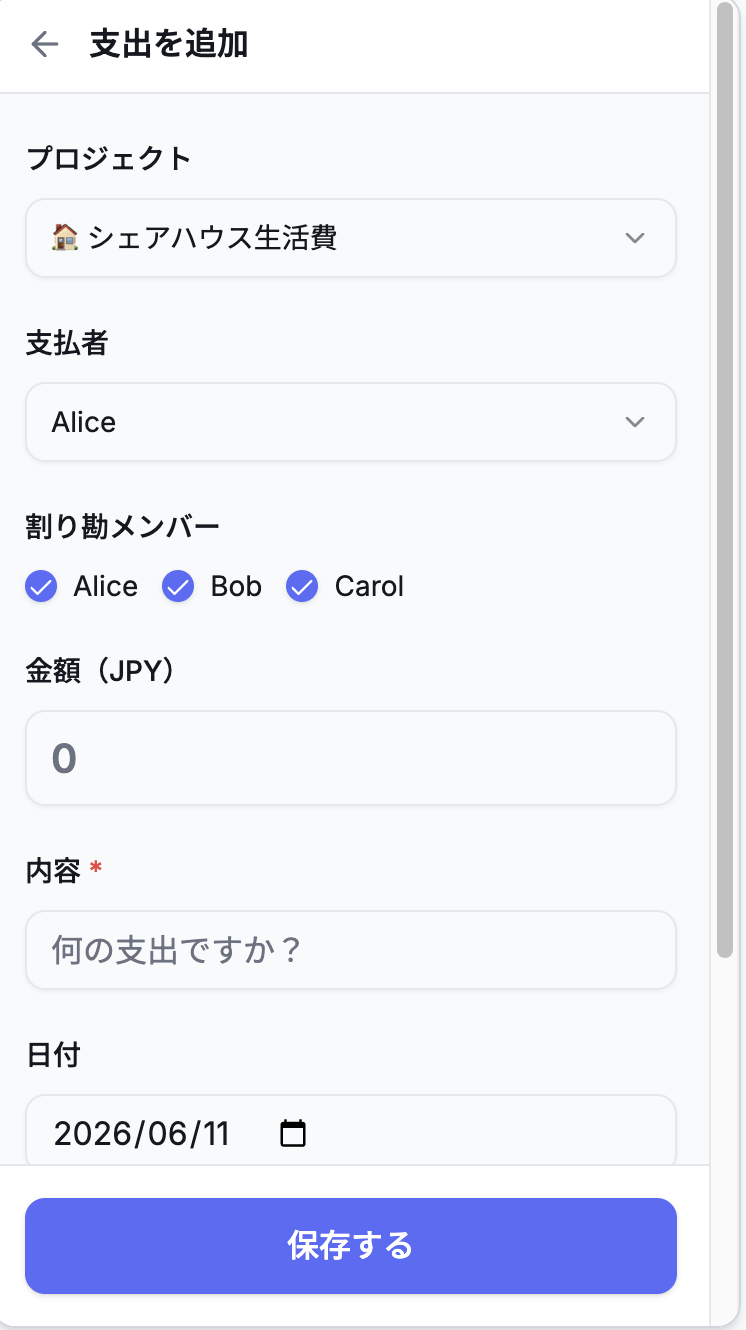 支出を追加
プロジェクト
🏠 シェアハウス生活費
支払者
Alice
割り勘メンバー
Alice Bob Carol
金額（JPY）
0
内容 *
何の支出ですか？
日付
2026/06/11
保存する